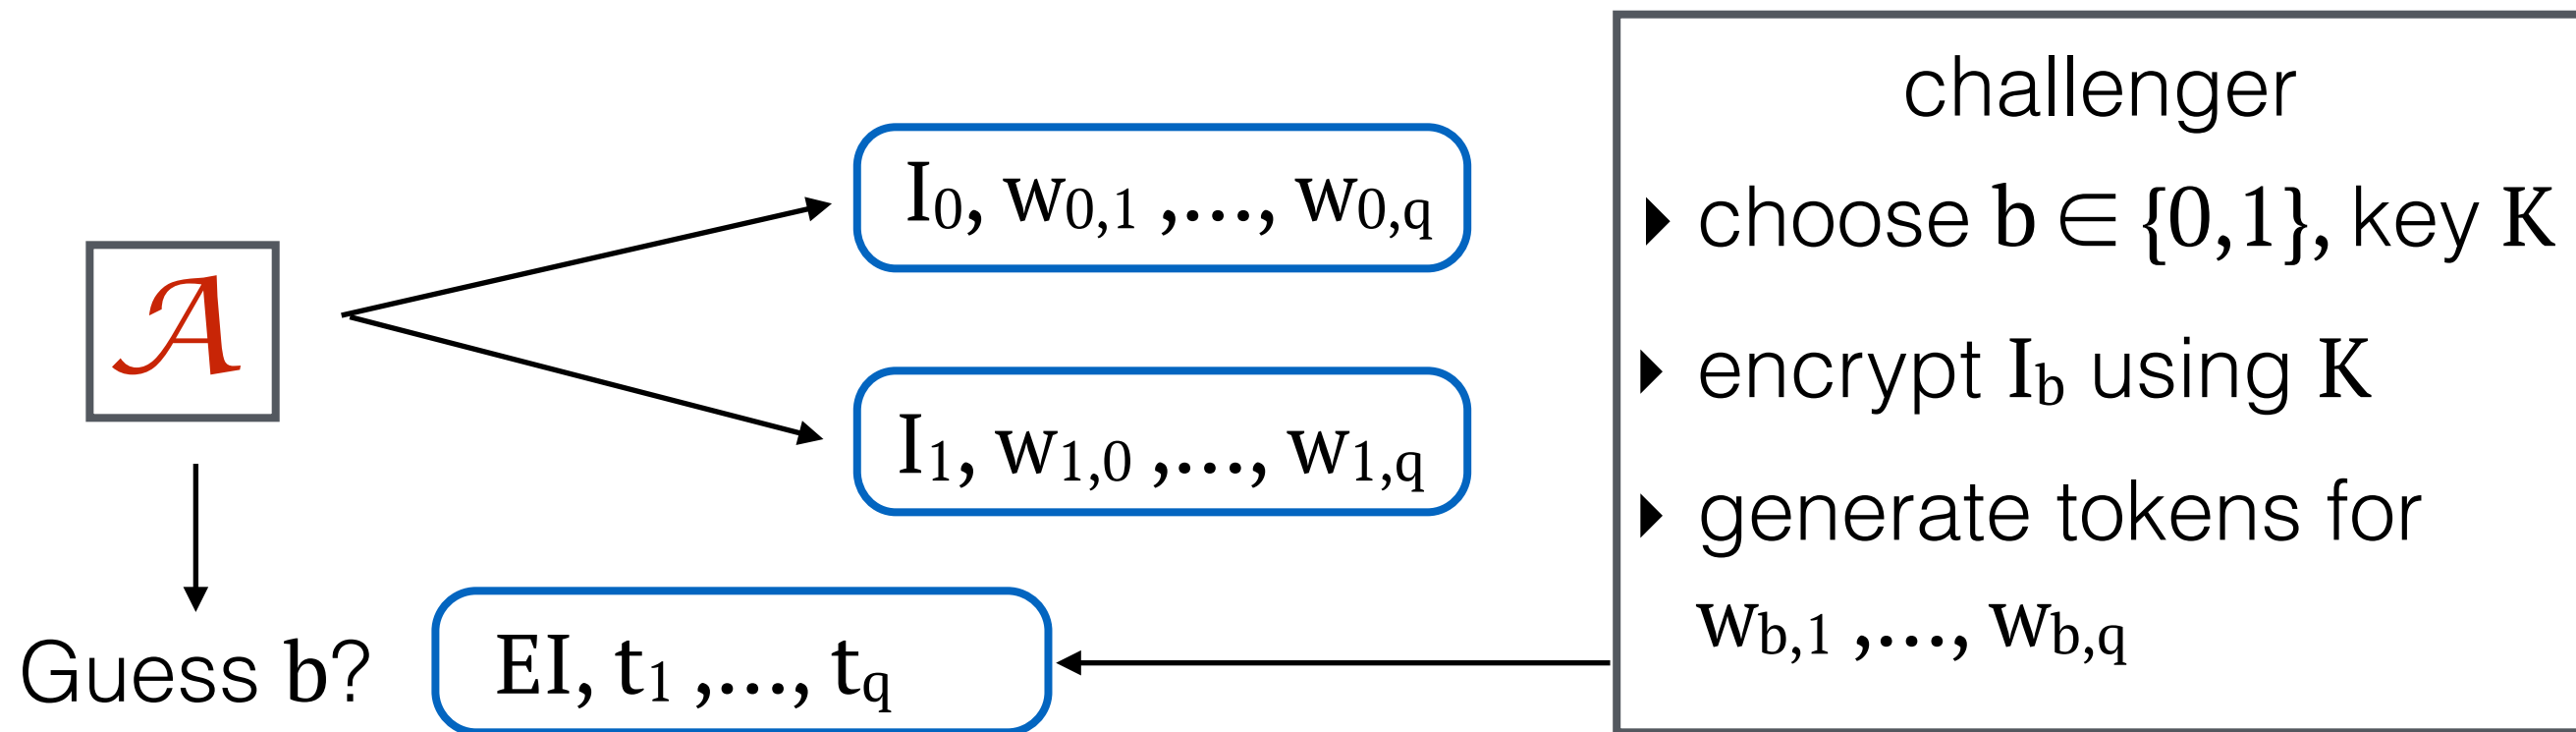 𝒜
Guess b?
I₀, w₀,₁ ,..., w₀,q
I₁, w₁,₀ ,..., w₁,q
EI, t₁ ,..., tq
challenger
▸ choose b ∈ {0,1}, key K
▸ encrypt Ib using K
▸ generate tokens for
wb,₁ ,..., wb,q